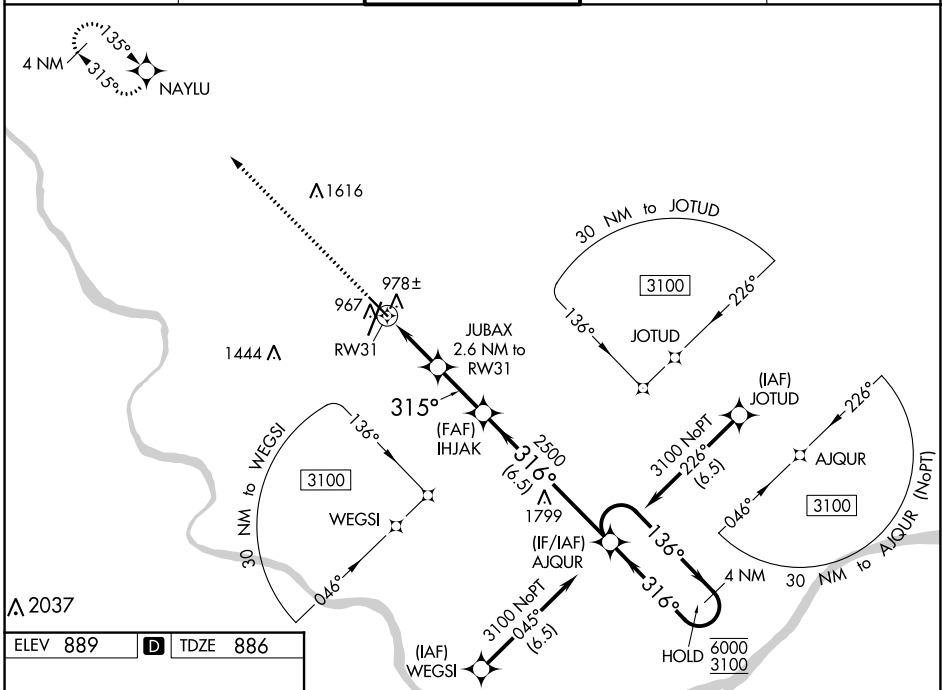 135°
4 NM
315°
NAYLU
1616
30 NM to JOTUD
3100
136°
226°
JOTUD
978±
967
RW31
JUBAX
2.6 NM to
RW31
1444
315°
(FAF)
IHJAK
2500
316°
(6.5)
1799
(IAF)
JOTUD
3100 NoPT
226°
(6.5)
226°
AJQUR
046°
3100
30 NM to AJQUR (NoPT)
30 NM to WEGSI
136°
3100
WEGSI
046°
(IF/IAF)
AJQUR
136°
316°
4 NM
HOLD
6000
3100
3100 NoPT
045°
(6.5)
(IAF)
WEGSI
2037
ELEV 889 D TDZE 886